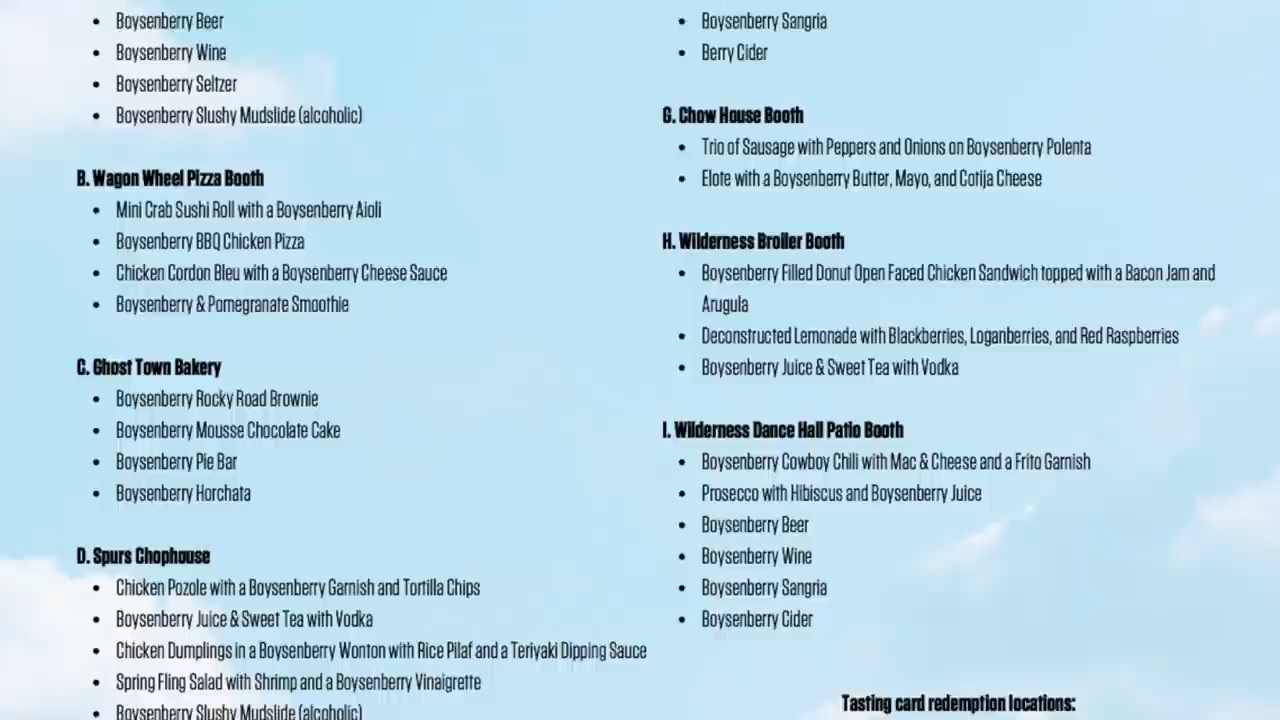 • Boysenberry Beer
• Boysenberry Wine
• Boysenberry Seltzer
• Boysenberry Slushy Mudslide (alcoholic)
B. Wagon Wheel Pizza Booth
• Mini Crab Sushi Roll with a Boysenberry Aioli
• Boysenberry BBQ Chicken Pizza
• Chicken Cordon Bleu with a Boysenberry Cheese Sauce
• Boysenberry & Pomegranate Smoothie
C. Ghost Town Bakery
• Boysenberry Rocky Road Brownie
• Boysenberry Mousse Chocolate Cake
• Boysenberry Pie Bar
• Boysenberry Horchata
D. Spurs Chophouse
• Chicken Pozole with a Boysenberry Garnish and Tortilla Chips
• Boysenberry Juice & Sweet Tea with Vodka
• Chicken Dumplings in a Boysenberry Wonton with Rice Pilaf and a Teriyaki Dipping Sauce
• Spring Fling Salad with Shrimp and a Boysenberry Vinaigrette
• Boysenberry Slushy Mudslide (alcoholic)
• Boysenberry Sangria
• Berry Cider
G. Chow House Booth
• Trio of Sausage with Peppers and Onions on Boysenberry Polenta
• Elote with a Boysenberry Butter, Mayo, and Cotija Cheese
H. Wilderness Broiler Booth
• Boysenberry Filled Donut Open Faced Chicken Sandwich topped with a Bacon Jam and
Arugula
• Deconstructed Lemonade with Blackberries, Loganberries, and Red Raspberries
• Boysenberry Juice & Sweet Tea with Vodka
I. Wilderness Dance Hall Patio Booth
• Boysenberry Cowboy Chili with Mac & Cheese and a Frito Garnish
• Prosecco with Hibiscus and Boysenberry Juice
• Boysenberry Beer
• Boysenberry Wine
• Boysenberry Sangria
• Boysenberry Cider
Tasting card redemption locations: